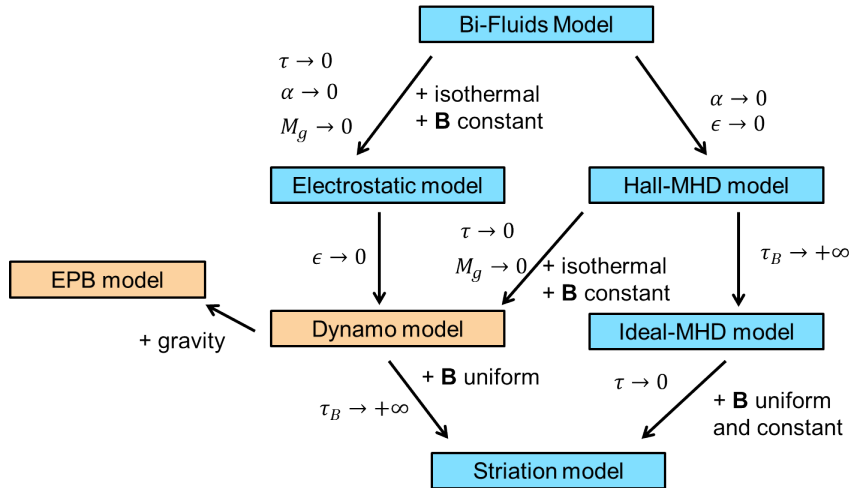 Bi-Fluids Model
τ → 0
α → 0
M_g → 0
+ isothermal
+ B constant
α → 0
ϵ → 0
Electrostatic model
Hall-MHD model
ϵ → 0
τ → 0
M_g → 0
+ isothermal
+ B constant
τ_B → +∞
EPB model
+ gravity
Dynamo model
Ideal-MHD model
+ B uniform
τ_B → +∞
τ → 0
+ B uniform
and constant
Striation model